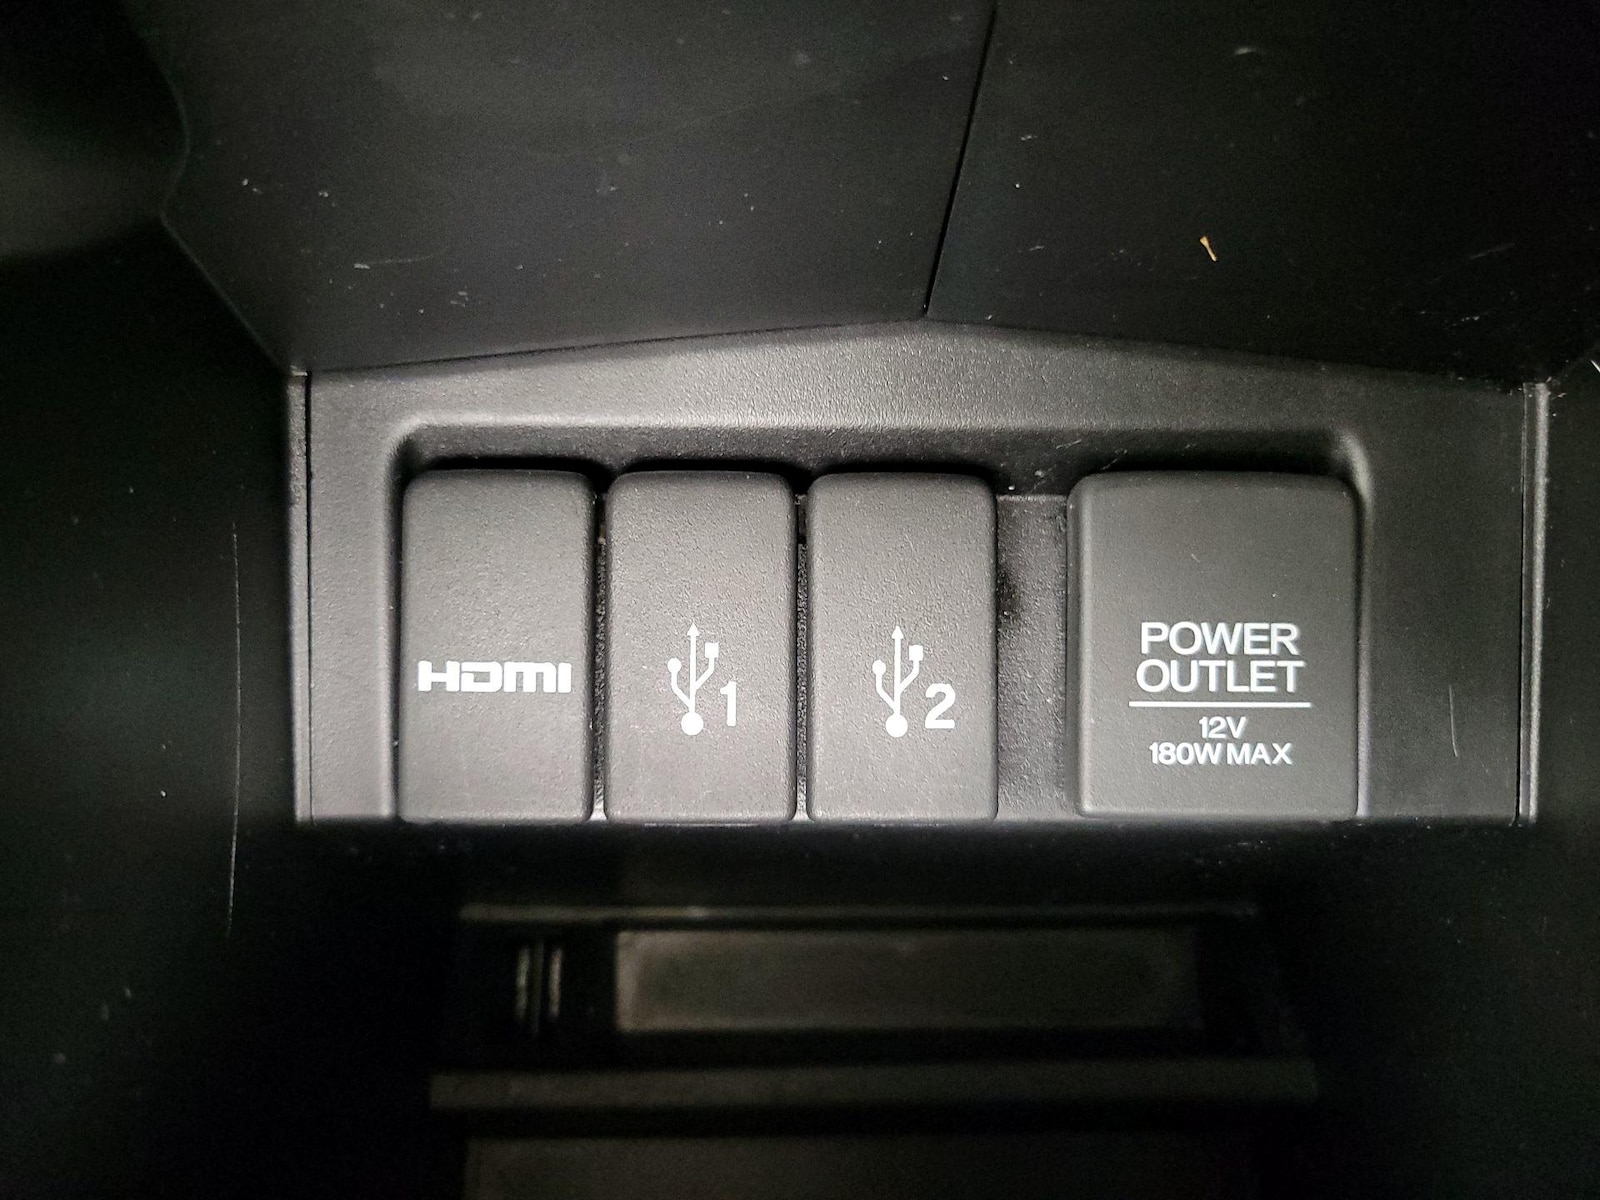 HDMI
1
2
POWER
OUTLET
12V
180W MAX